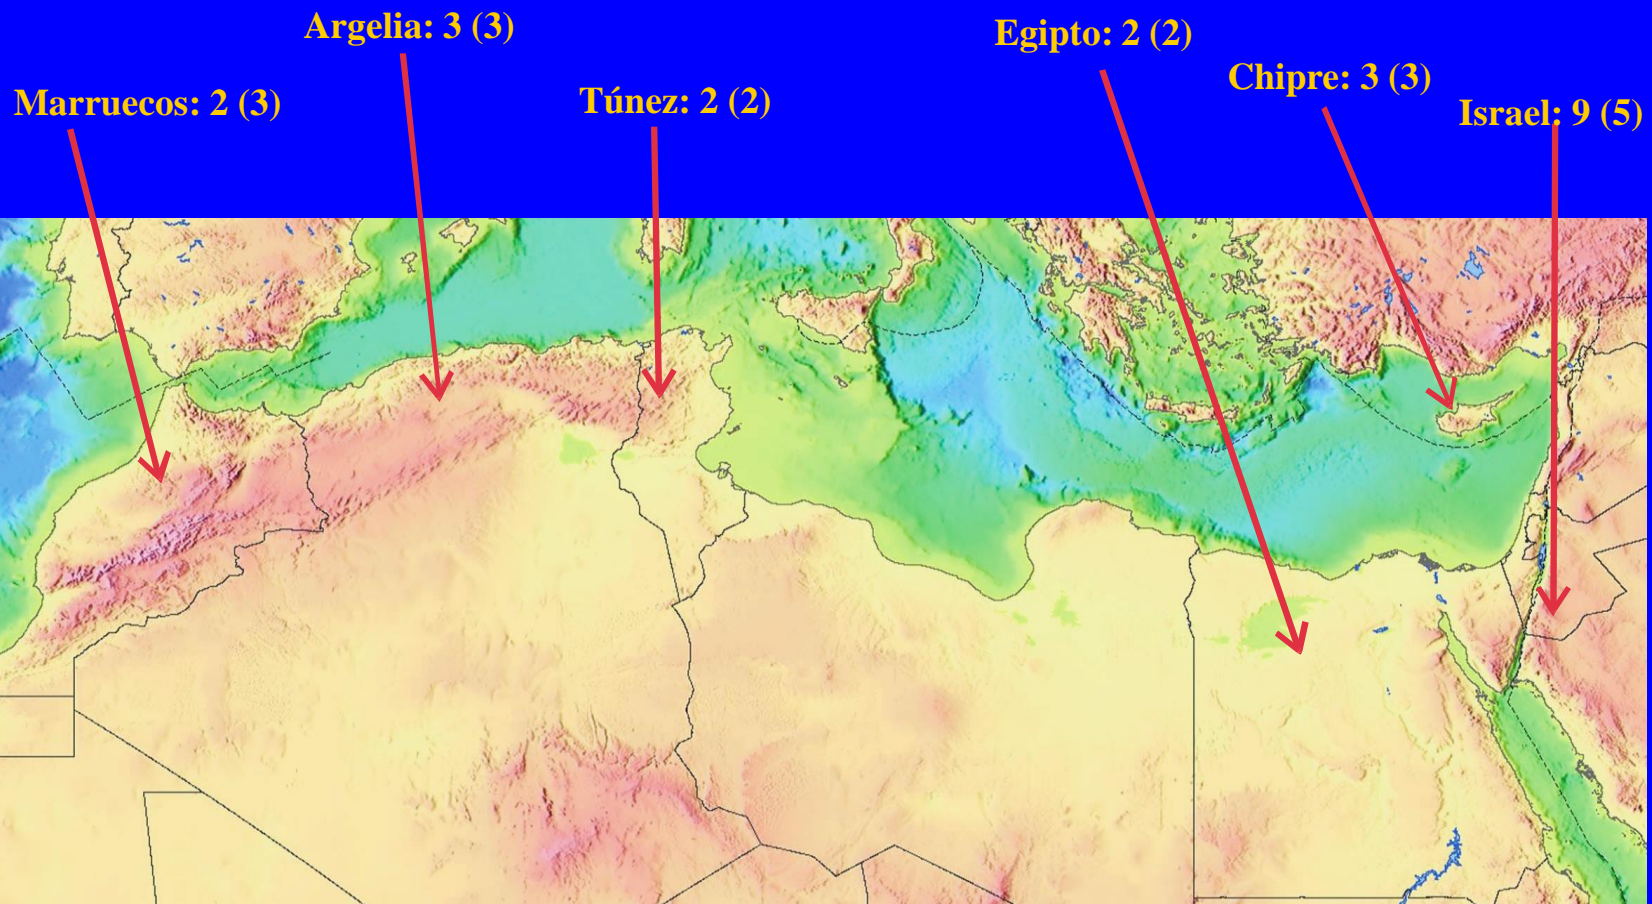 Argelia: 3 (3)
Egipto: 2 (2)
Chipre: 3 (3)
Marruecos: 2 (3)
Túnez: 2 (2)
Israel: 9 (5)